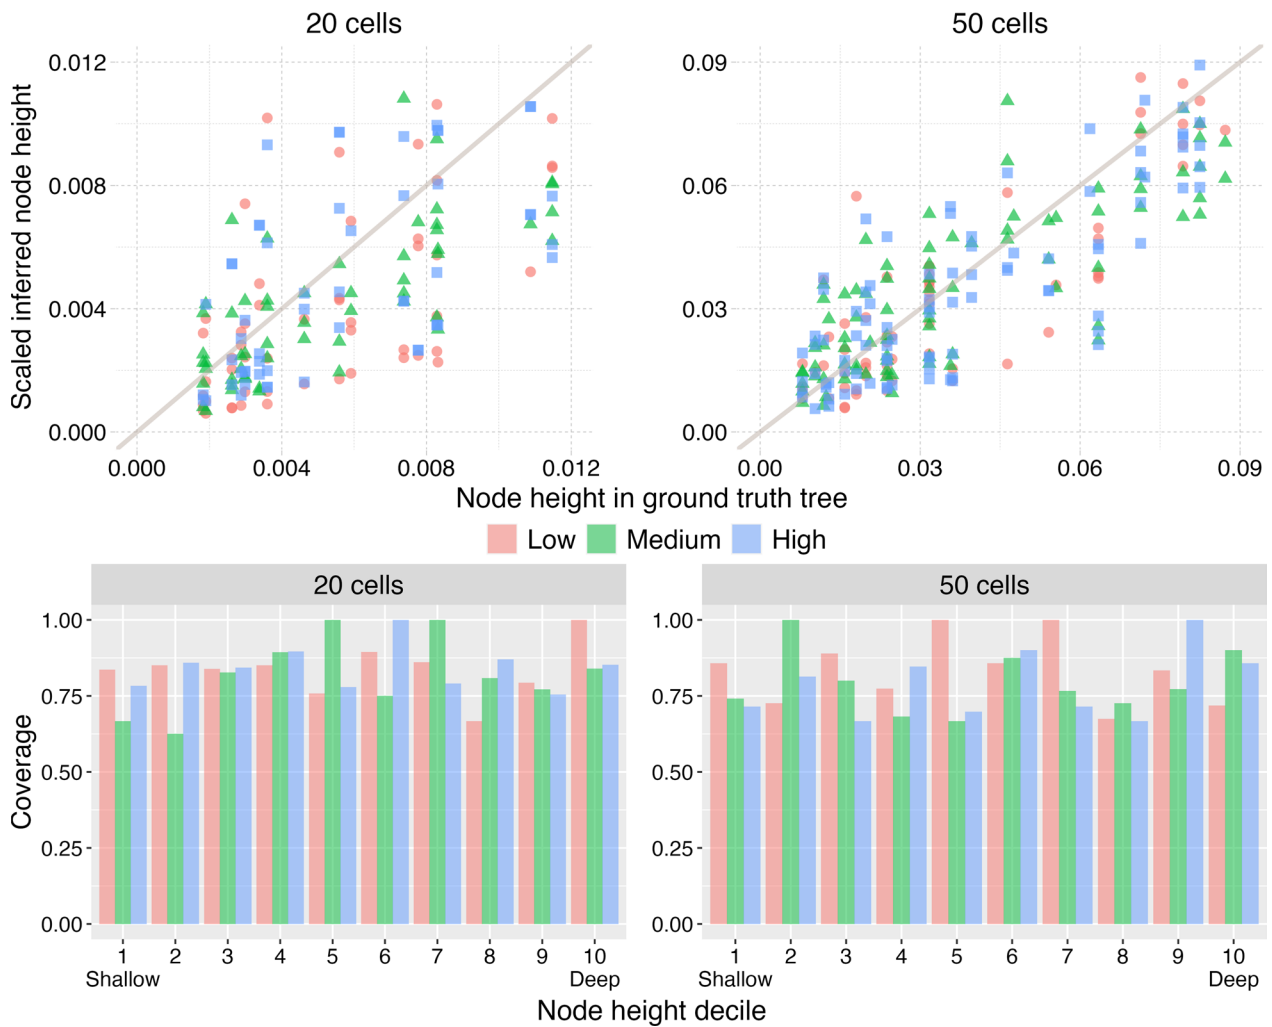 20 cells
50 cells
Scaled inferred node height
0.012
0.008
0.004
0.000
0.09
0.06
0.03
0.00
0.000 0.004 0.008 0.012
0.00 0.03 0.06 0.09
Node height in ground truth tree
Low Medium High
20 cells
50 cells
Coverage
1.00
0.75
0.50
0.25
0.00
1.00
0.75
0.50
0.25
0.00
1 2 3 4 5 6 7 8 9 10
Shallow Deep
1 2 3 4 5 6 7 8 9 10
Shallow Deep
Node height decile